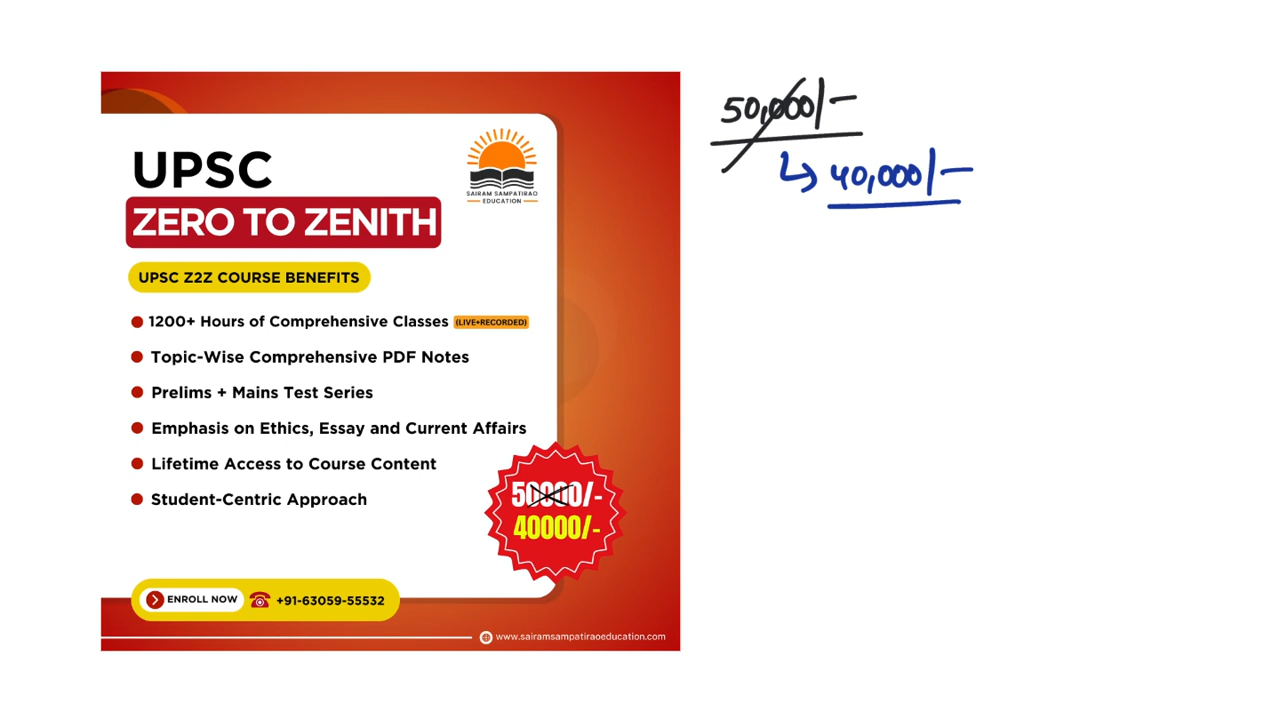 UPSC
ZERO TO ZENITH
SAIRAM SAMPATIRAO
EDUCATION
UPSC Z2Z COURSE BENEFITS
1200+ Hours of Comprehensive Classes (LIVE+RECORDED)
Topic-Wise Comprehensive PDF Notes
Prelims + Mains Test Series
Emphasis on Ethics, Essay and Current Affairs
Lifetime Access to Course Content
Student-Centric Approach
50000/-
40000/-
ENROLL NOW +91-63059-55532
www.sairamsampatiraoeducation.com
50,000/-
40,000/-